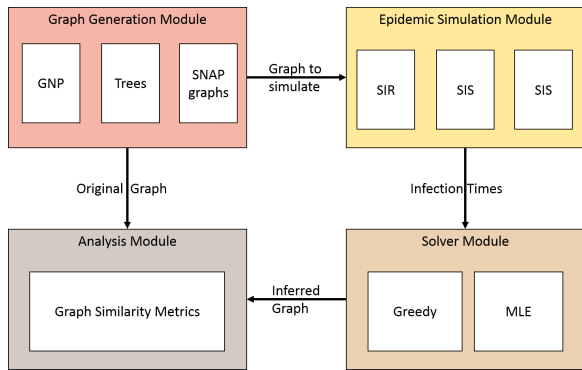 Graph Generation Module
GNP
Trees
SNAP
graphs
Graph to
simulate
Epidemic Simulation Module
SIR
SIS
SIS
Original Graph
Infection Times
Analysis Module
Graph Similarity Metrics
Inferred
Graph
Solver Module
Greedy
MLE